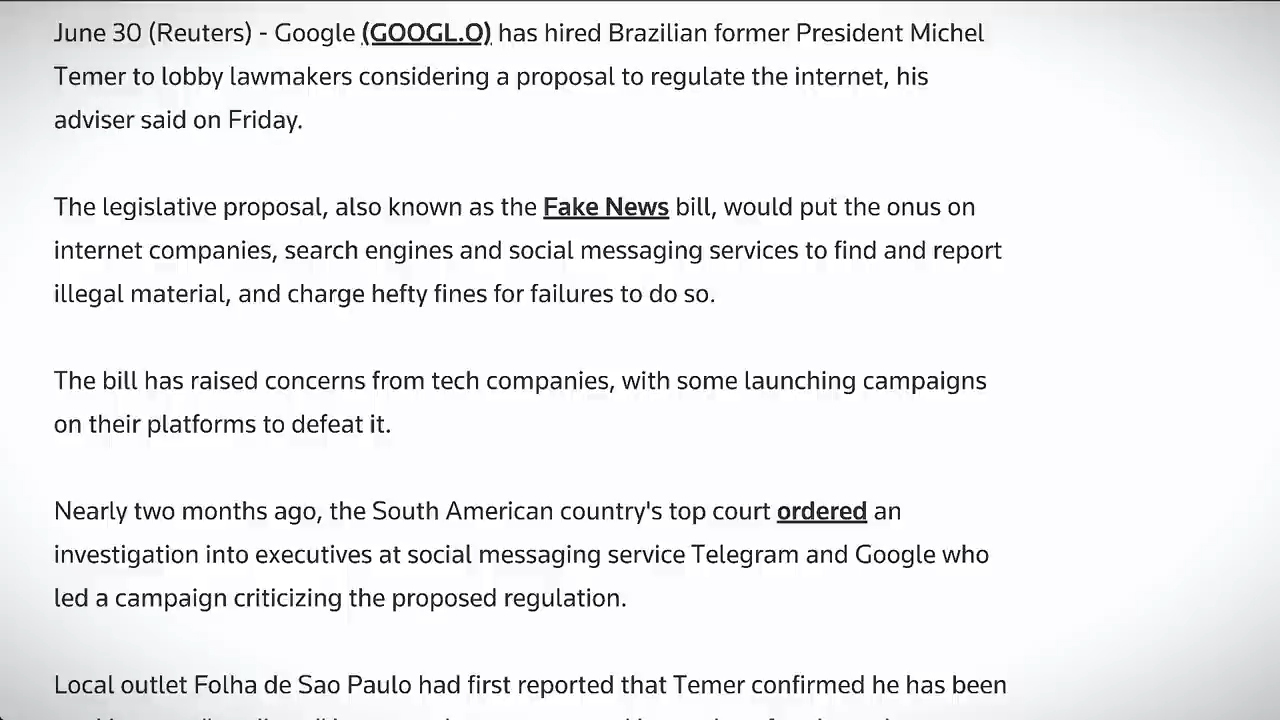 June 30 (Reuters) - Google (GOOGL.O) has hired Brazilian former President Michel
Temer to lobby lawmakers considering a proposal to regulate the internet, his
adviser said on Friday.
The legislative proposal, also known as the Fake News bill, would put the onus on
internet companies, search engines and social messaging services to find and report
illegal material, and charge hefty fines for failures to do so.
The bill has raised concerns from tech companies, with some launching campaigns
on their platforms to defeat it.
Nearly two months ago, the South American country's top court ordered an
investigation into executives at social messaging service Telegram and Google who
led a campaign criticizing the proposed regulation.
Local outlet Folha de Sao Paulo had first reported that Temer confirmed he has been